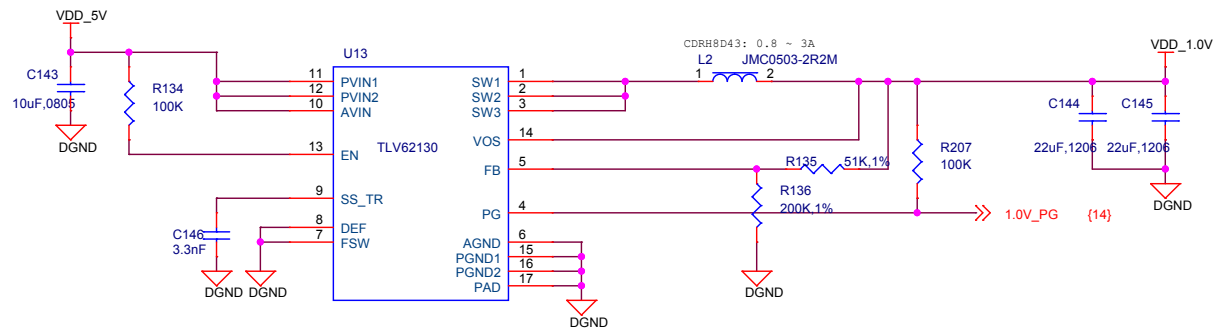 VDD_5V
VDD_1.0V
CDRH8D43: 0.8 ~ 3A
U13
L2 JMC0503-2R2M
1 2
C143
10uF,0805
DGND
R134
100K
11 PVIN1
12 PVIN2
10 AVIN
13 EN
9 SS_TR
8 DEF
7 FSW
TLV62130
SW1 1
SW2 2
SW3 3
VOS 14
FB 5
PG 4
AGND 6
PGND1 15
PGND2 16
PAD 17
C146
3.3nF
DGND
DGND
DGND
R135 51K,1%
R136
200K,1%
DGND
R207
100K
1.0V_PG {14}
C144
22uF,1206
C145
22uF,1206
DGND